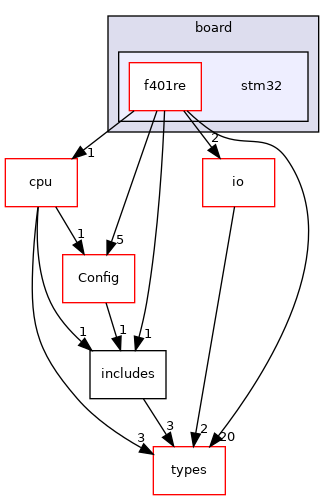 board
f401re
stm32
1
2
cpu
io
1
5
Config
1
1
1
includes
3
3
2
20
types